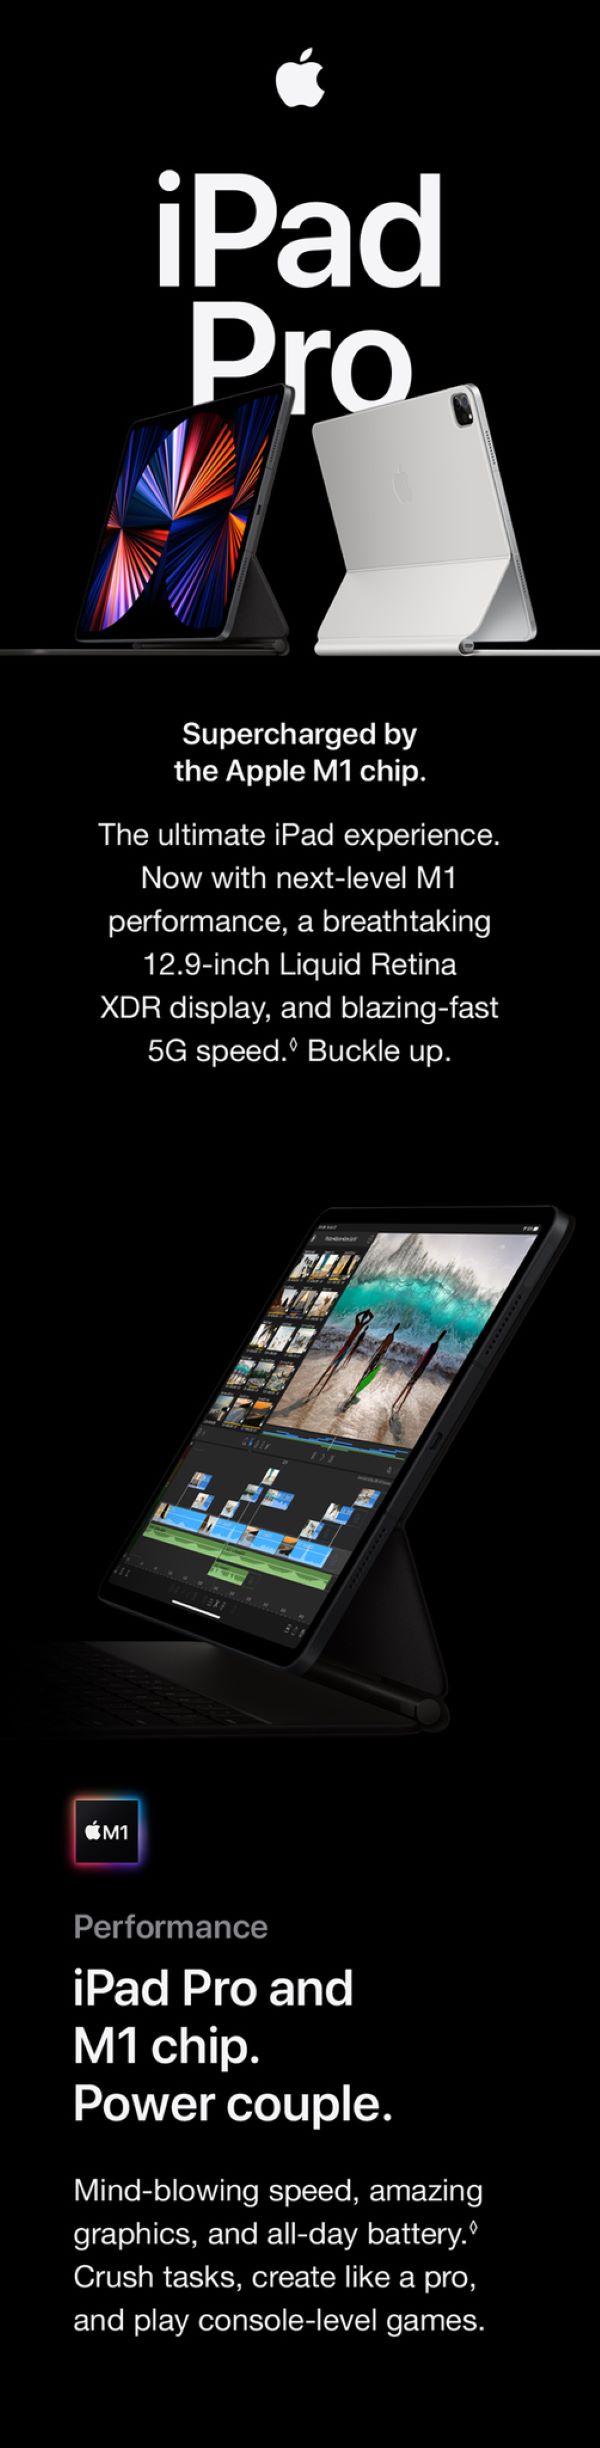 iPad
Pro
Supercharged by
the Apple M1 chip.
The ultimate iPad experience.
Now with next-level M1
performance, a breathtaking
12.9-inch Liquid Retina
XDR display, and blazing-fast
5G speed.◊ Buckle up.
M1
Performance
iPad Pro and
M1 chip.
Power couple.
Mind-blowing speed, amazing
graphics, and all-day battery.◊
Crush tasks, create like a pro,
and play console-level games.